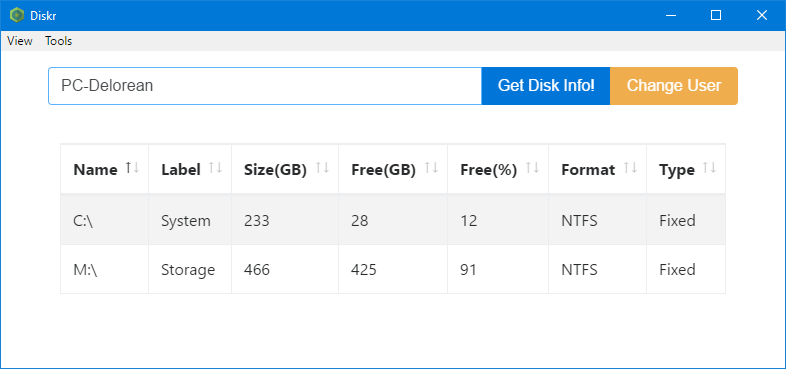 Diskr
View Tools
PC-Delorean Get Disk Info! Change User
Name Label Size(GB) Free(GB) Free(%) Format Type
C:\ System 233 28 12 NTFS Fixed
M:\ Storage 466 425 91 NTFS Fixed